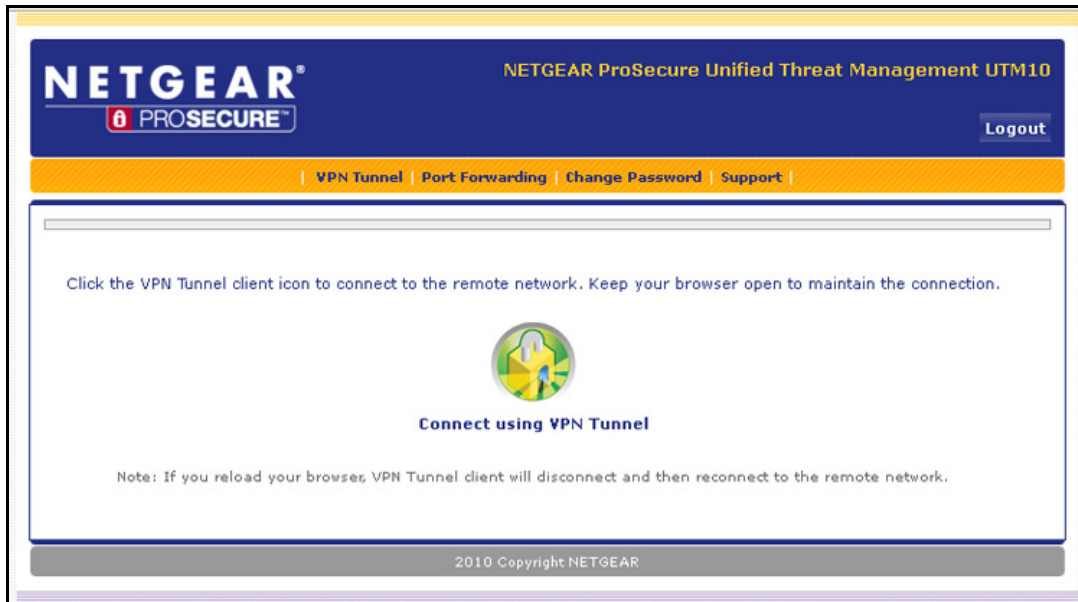 NETGEAR®
NETGEAR ProSecure Unified Threat Management UTM10
PROSECURE™
Logout
| VPN Tunnel | Port Forwarding | Change Password | Support |
Click the VPN Tunnel client icon to connect to the remote network. Keep your browser open to maintain the connection.
Connect using VPN Tunnel
Note: If you reload your browser, VPN Tunnel client will disconnect and then reconnect to the remote network.
2010 Copyright NETGEAR